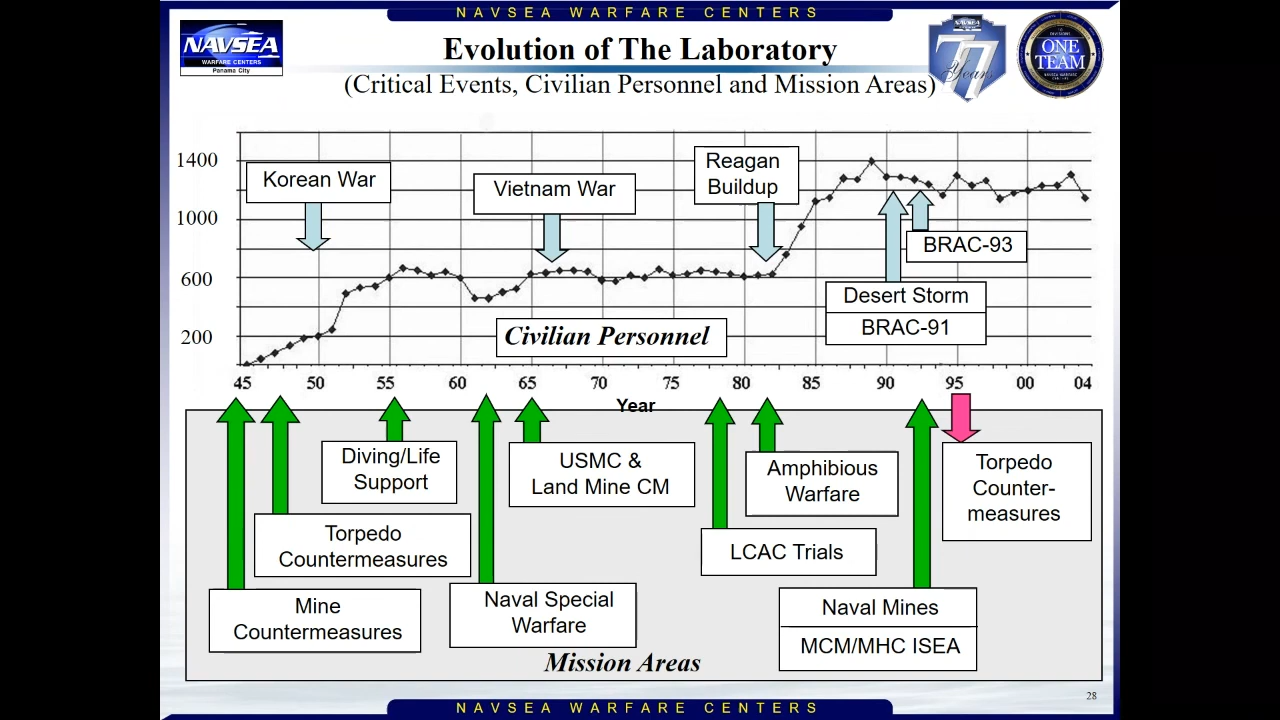 NAVSEA WARFARE CENTERS
NAVSEA
WARFARE CENTERS
Panama City
Evolution of The Laboratory
(Critical Events, Civilian Personnel and Mission Areas)
NAVSEA
77
Years
ONE
TEAM
1400
1000
600
200
Korean War
Vietnam War
Reagan
Buildup
BRAC-93
Desert Storm
BRAC-91
Civilian Personnel
45 50 55 60 65 70 75 80 85 90 95 00 04
Year
Diving/Life
Support
USMC &
Land Mine CM
Amphibious
Warfare
Torpedo
Counter-
measures
Torpedo
Countermeasures
LCAC Trials
Mine
Countermeasures
Naval Special
Warfare
Naval Mines
MCM/MHC ISEA
Mission Areas
28
NAVSEA WARFARE CENTERS